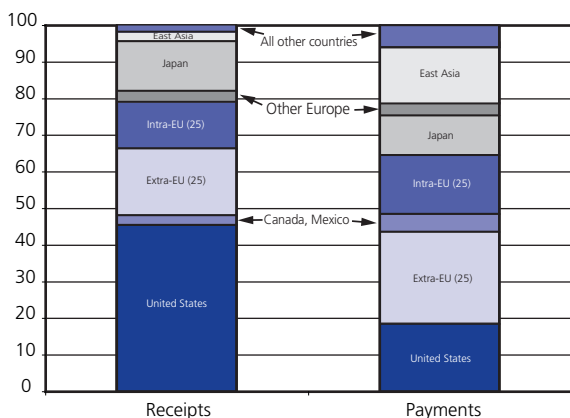 100
90
80
70
60
50
40
30
20
10
0
East Asia
Japan
Intra-EU (25)
Extra-EU (25)
United States
All other countries
Other Europe
Canada, Mexico
East Asia
Japan
Intra-EU (25)
Extra-EU (25)
United States
Receipts
Payments